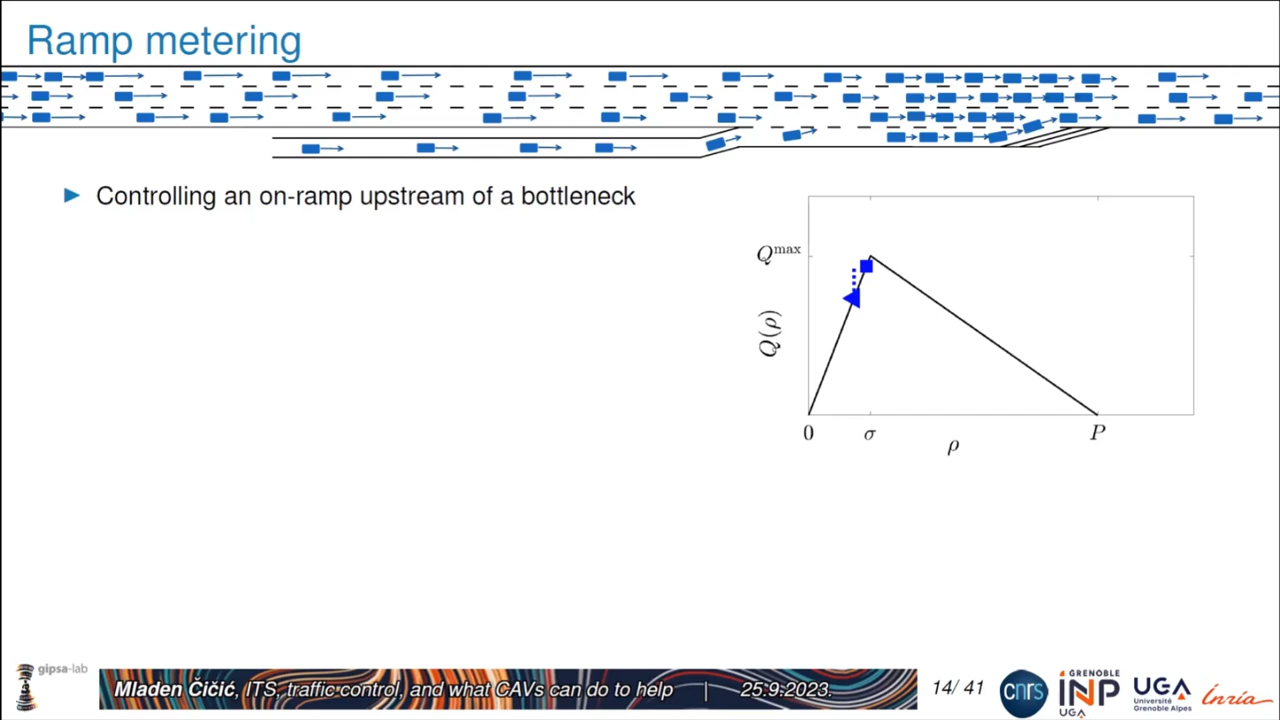 Ramp metering
Controlling an on-ramp upstream of a bottleneck
Q^max
Q(ρ)
0
σ
P
ρ
gipsa-lab
Mladen Čičić, ITS, traffic control, and what CAVs can do to help | 25.9.2023.
14/ 41
cnrs
GRENOBLE
INP
UGA
UGA
Université
Grenoble Alpes
Inria